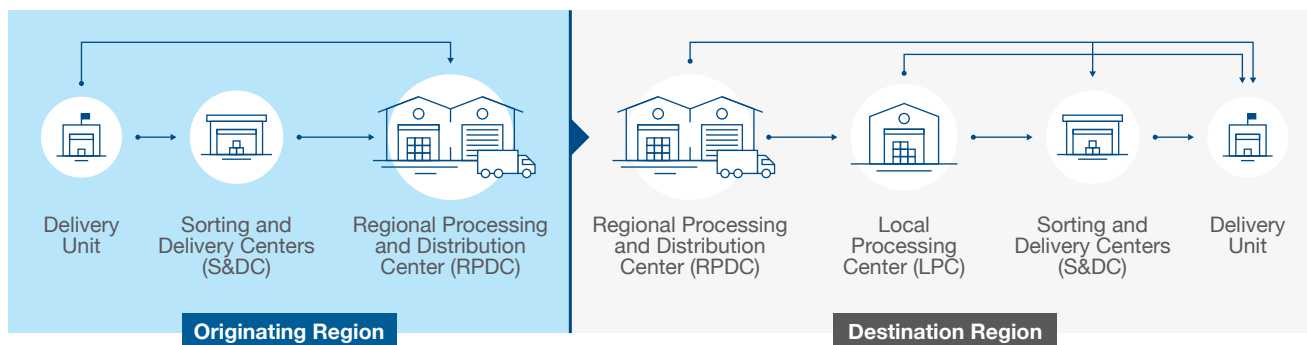 Delivery
Unit
Sorting and
Delivery Centers
(S&DC)
Regional Processing
and Distribution
Center (RPDC)
Regional Processing
and Distribution
Center (RPDC)
Local
Processing
Center (LPC)
Sorting and
Delivery Centers
(S&DC)
Delivery
Unit
Originating Region
Destination Region